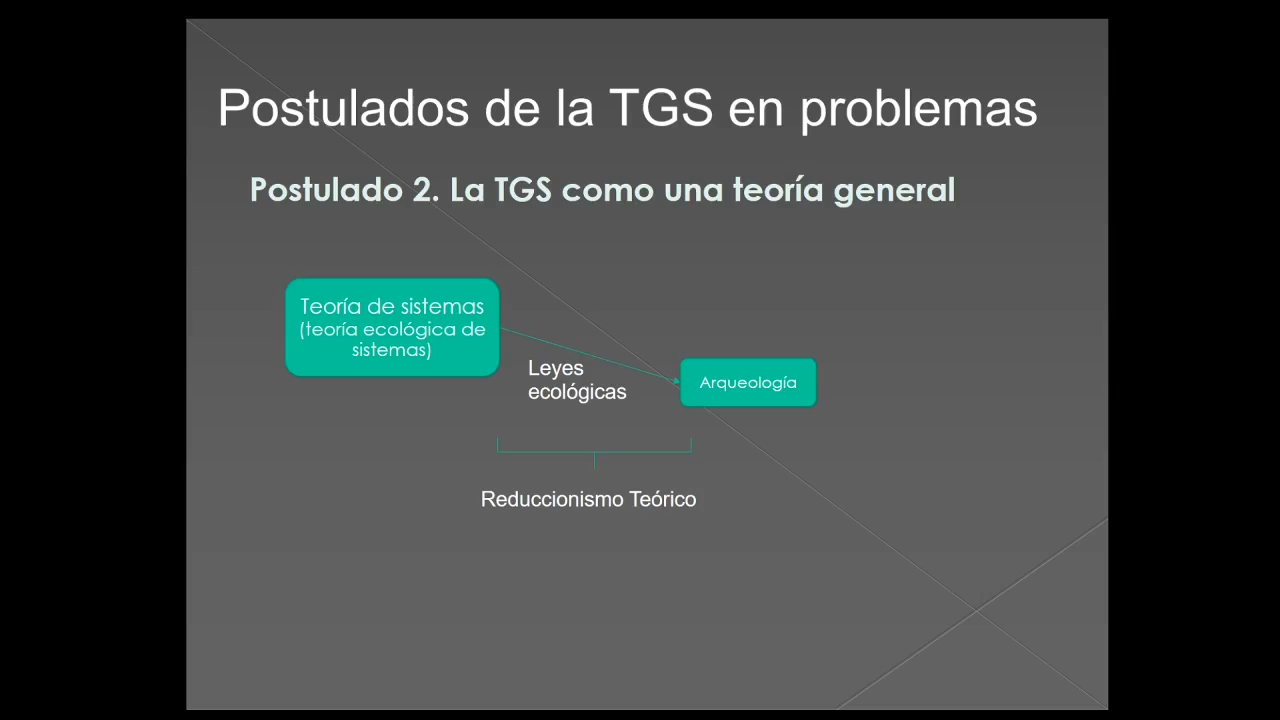 Postulados de la TGS en problemas
Postulado 2. La TGS como una teoría general
Teoría de sistemas
(teoría ecológica de
sistemas)
Leyes
ecológicas
Arqueología
Reduccionismo Teórico